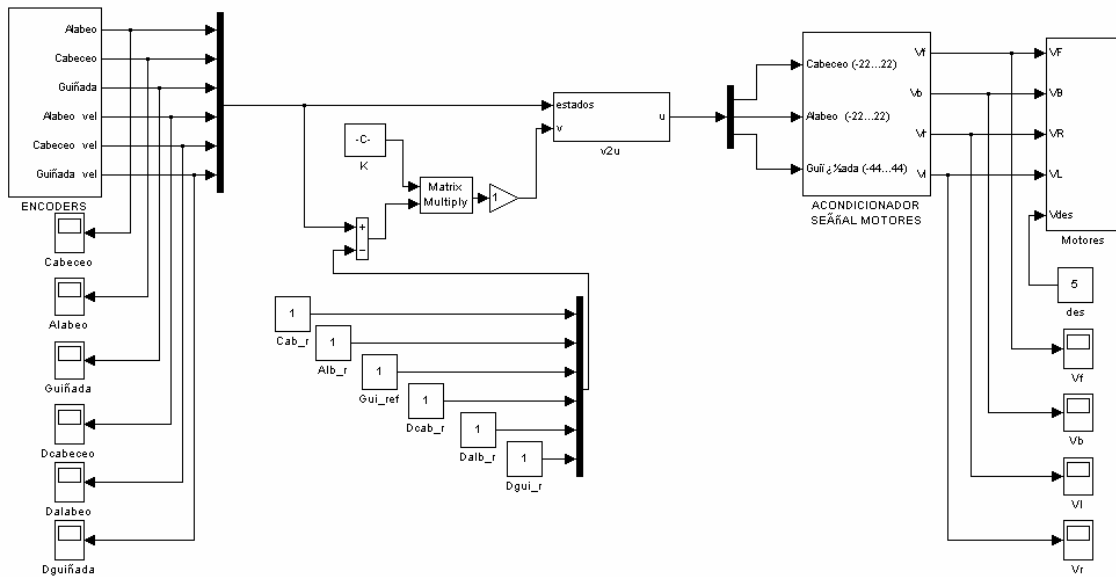 Alabeo
Cabeceo
Guiñada
Alabeo vel
Cabeceo vel
Guiñada vel
ENCODERS
Cabeceo
Alabeo
Guiñada
Dcabeceo
Dalabeo
Dguiñada
-C-
K
Matrix
Multiply
1
+
−
estados
v
u
v2u
1
Cab_r
1
Alb_r
1
Gui_ref
1
Dcab_r
1
Dalb_r
1
Dgui_r
Cabeceo (-22...22)
Alabeo (-22...22)
Guï ¿½ada (-44...44)
Vf
Vb
Vr
Vl
ACONDICIONADOR
SEÃñAL MOTORES
VF
VB
VR
VL
Vdes
Motores
5
des
Vf
Vb
Vl
Vr